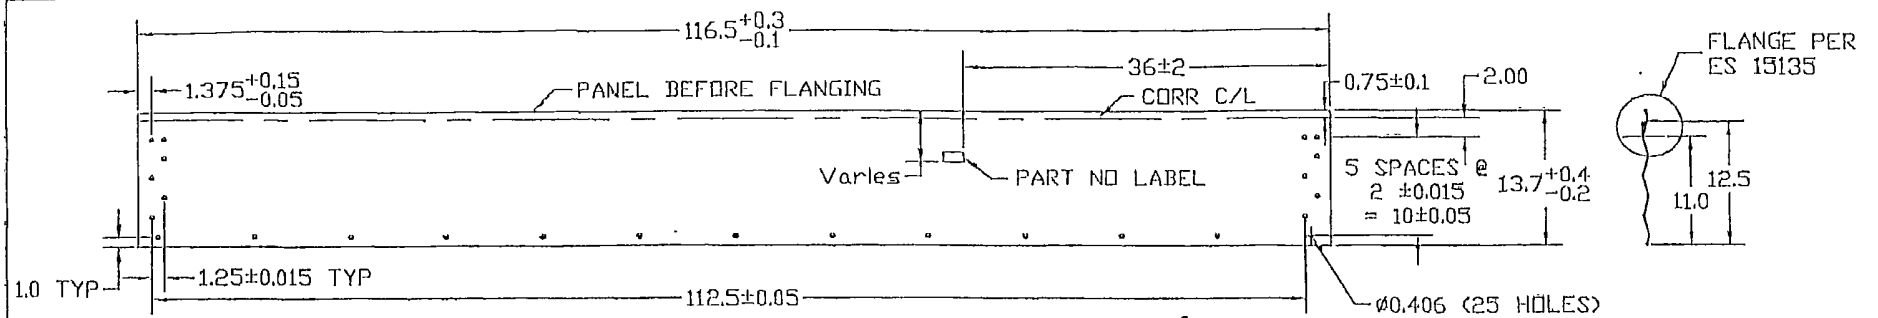 116.5+0.3
-0.1
36±2
FLANGE PER
ES 15135
1.375+0.15
-0.05
PANEL BEFORE FLANGING
CORR C/L
0.75±0.1
2.00
Varies
PART NO LABEL
5 SPACES @
2 ±0.015
= 10±0.05
13.7+0.4
-0.2
11.0
12.5
1.0 TYP
1.25±0.015 TYP
112.5±0.05
Ø0.406 (25 HOLES)